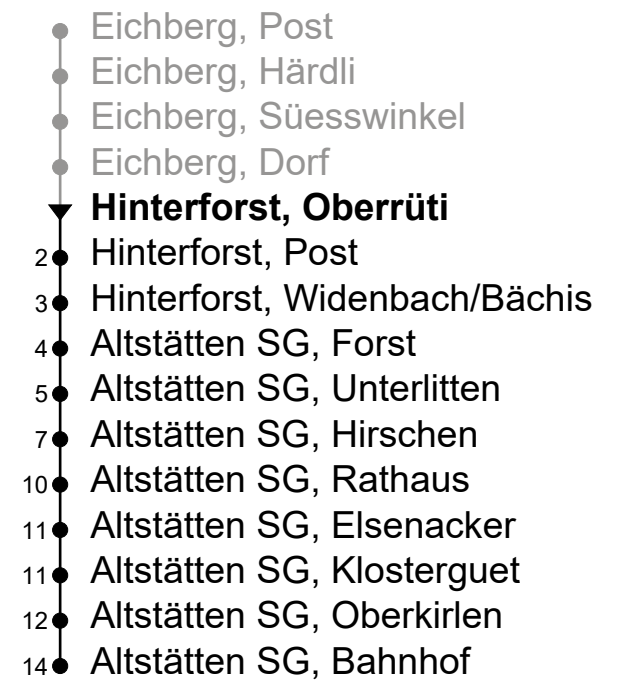 Eichberg, Post
Eichberg, Härdli
Eichberg, Süesswinkel
Eichberg, Dorf
Hinterforst, Oberrüti
2 Hinterforst, Post
3 Hinterforst, Widenbach/Bächis
4 Altstätten SG, Forst
5 Altstätten SG, Unterlitten
7 Altstätten SG, Hirschen
10 Altstätten SG, Rathaus
11 Altstätten SG, Elsenacker
11 Altstätten SG, Klosterguet
12 Altstätten SG, Oberkirlen
14 Altstätten SG, Bahnhof